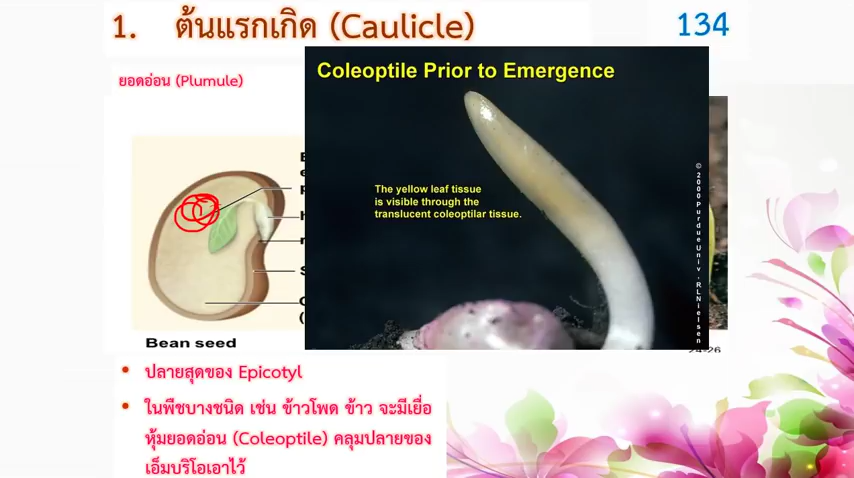 1. ต้นแรกเกิด (Caulicle)
134
ยอดอ่อน (Plumule)
Coleoptile Prior to Emergence
The yellow leaf tissue
is visible through the
translucent coleoptilar tissue.
© 2000 Purdue Univ. RLNielsen
Bean seed
• ปลายสุดของ Epicotyl
• ในพืชบางชนิด เช่น ข้าวโพด ข้าว จะมีเยื่อ
หุ้มยอดอ่อน (Coleoptile) คลุมปลายของ
เอ็มบริโอเอาไว้